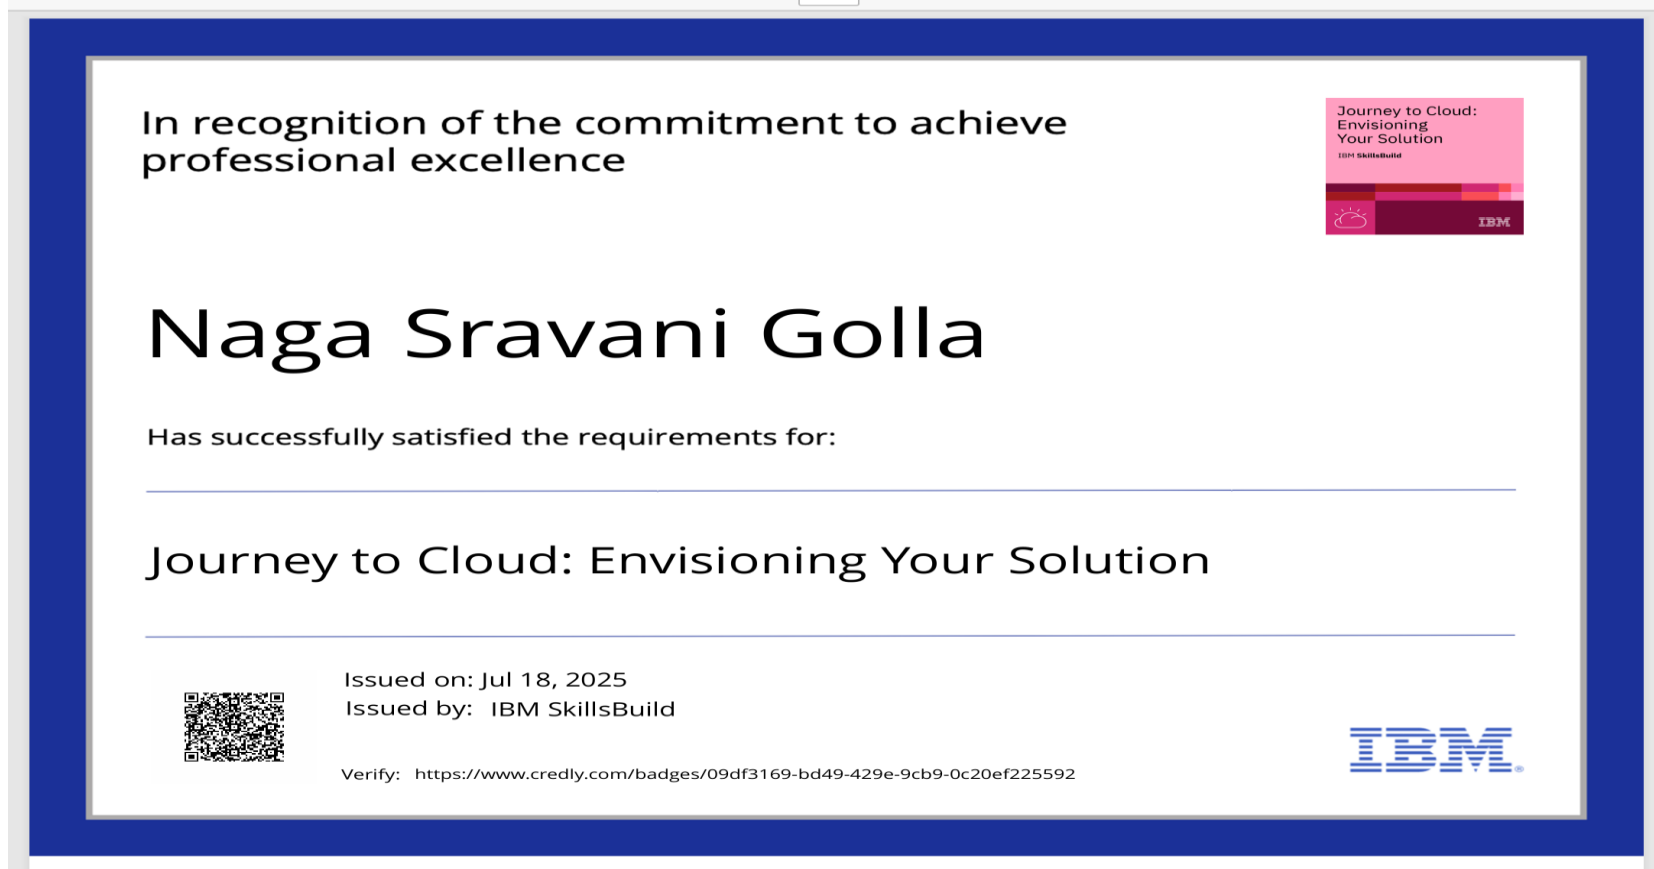 In recognition of the commitment to achieve
professional excellence
Journey to Cloud:
Envisioning
Your Solution
IBM SkillsBuild
IBM
Naga Sravani Golla
Has successfully satisfied the requirements for:
Journey to Cloud: Envisioning Your Solution
Issued on: Jul 18, 2025
Issued by: IBM SkillsBuild
Verify: https://www.credly.com/badges/09df3169-bd49-429e-9cb9-0c20ef225592
IBM®